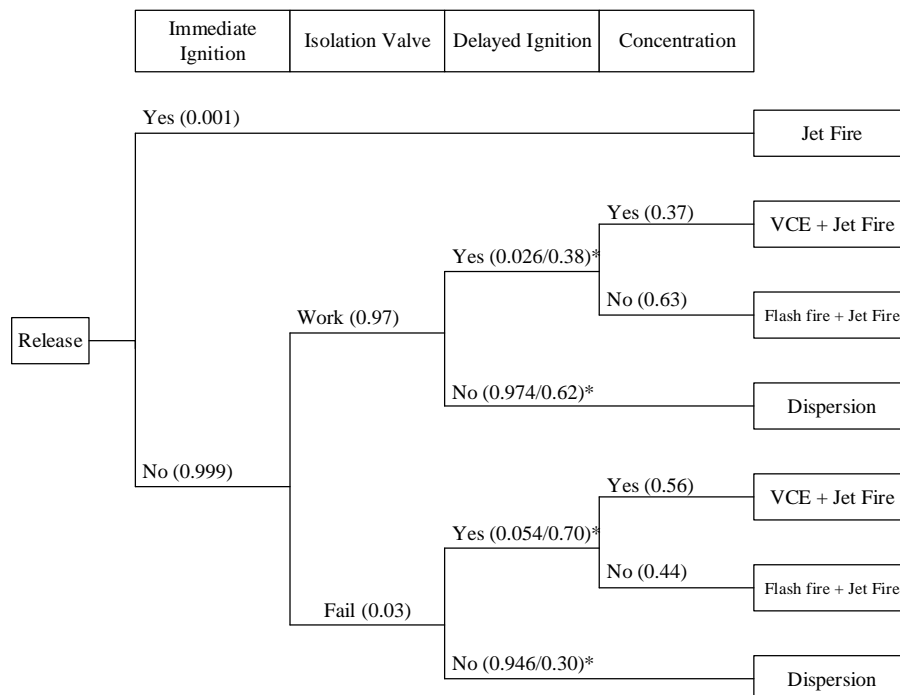 Immediate
Ignition
Isolation Valve
Delayed Ignition
Concentration
Yes (0.001)
Jet Fire
Yes (0.37)
VCE + Jet Fire
Yes (0.026/0.38)*
No (0.63)
Flash fire + Jet Fire
Work (0.97)
Release
No (0.974/0.62)*
Dispersion
No (0.999)
Yes (0.56)
VCE + Jet Fire
Yes (0.054/0.70)*
No (0.44)
Flash fire + Jet Fire
Fail (0.03)
No (0.946/0.30)*
Dispersion